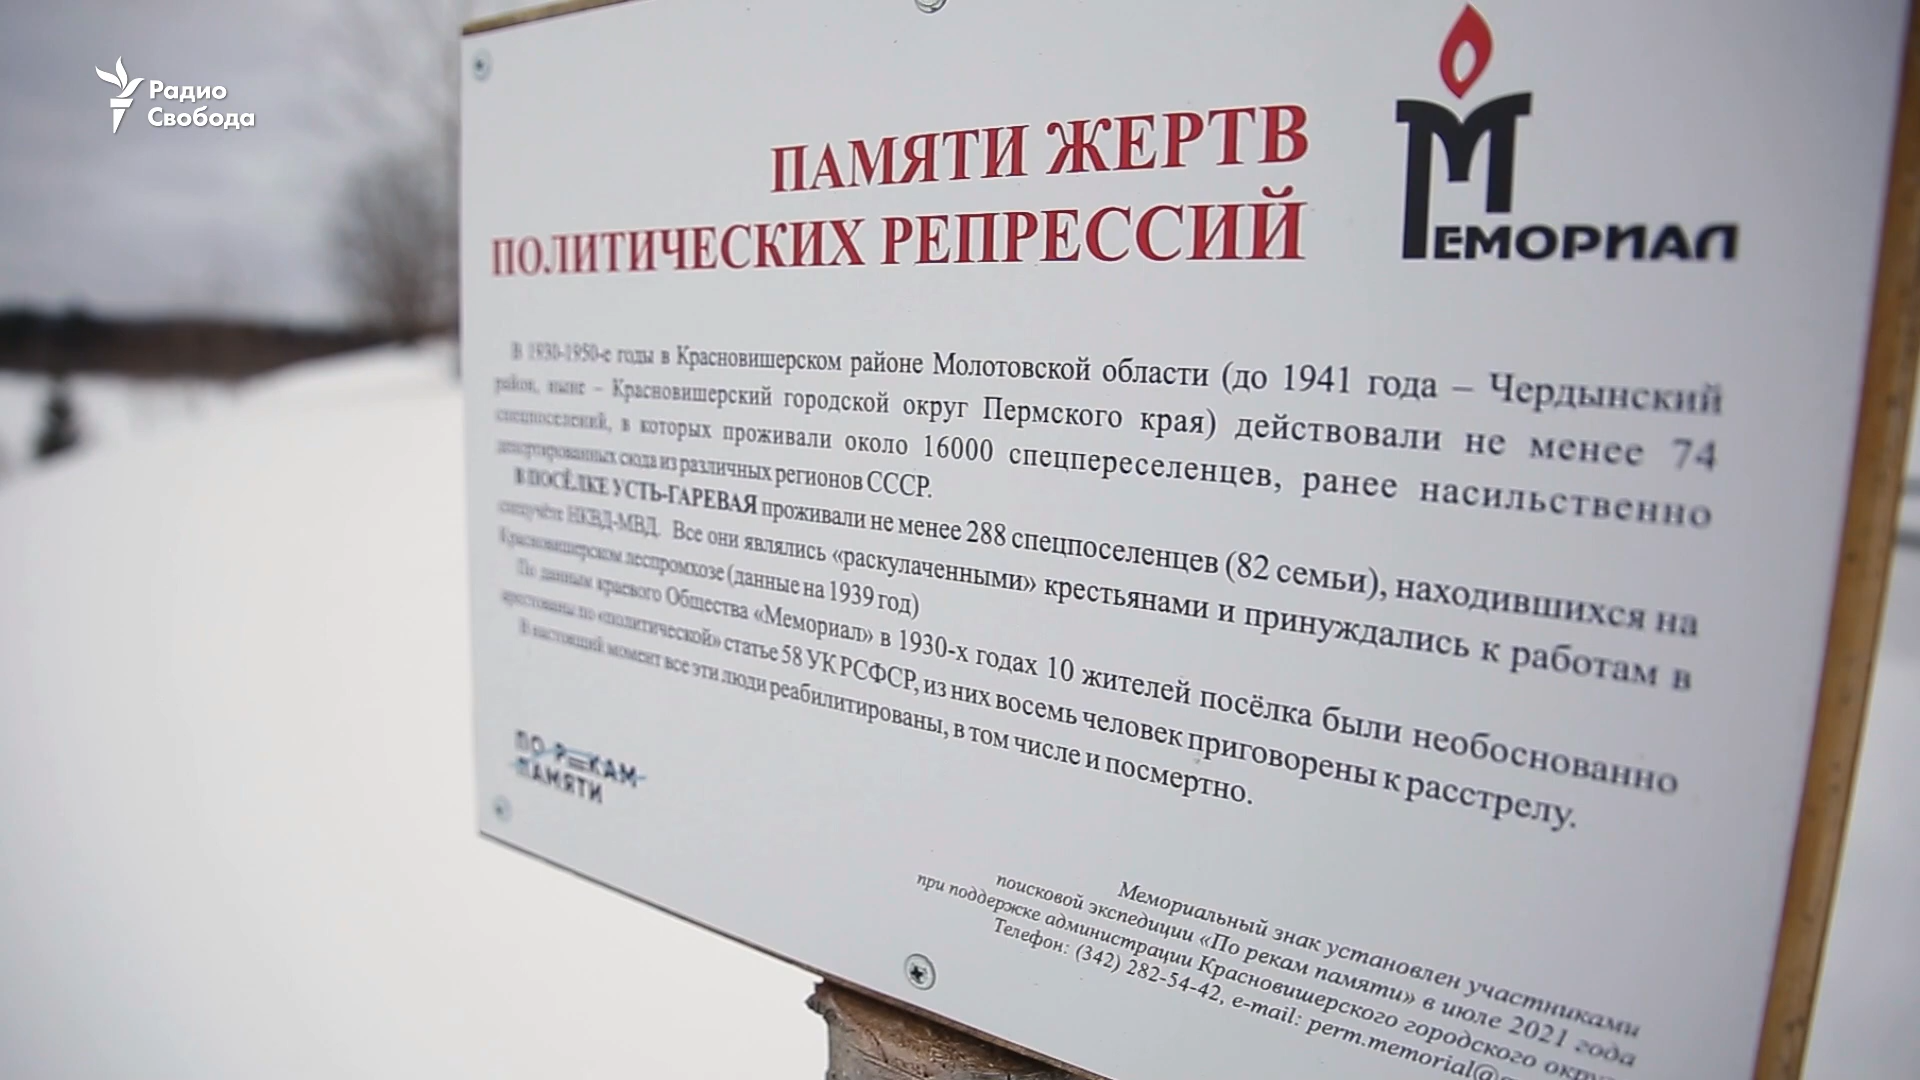 Радио
Свобода
ПАМЯТИ ЖЕРТВ
ПОЛИТИЧЕСКИХ РЕПРЕССИЙ
МЕМОРИАЛ
В 1930-1950-е годы в Красновишерском районе Молотовской области (до 1941 года – Чердынский
район, ныне – Красновишерский городской округ Пермского края) действовали не менее 74
спецпоселений, в которых проживали около 16000 спецпереселенцев, ранее насильственно
депортированных сюда из различных регионов СССР.
В ПОСЁЛКЕ УСТЬ-ГАРЕВАЯ проживали не менее 288 спецпоселенцев (82 семьи), находившихся на
спецучёте НКВД-МВД. Все они являлись «раскулаченными» крестьянами и принуждались к работам в
Красновишерском леспромхозе (данные на 1939 год)
По данным краевого Общества «Мемориал» в 1930-х годах 10 жителей посёлка были необоснованно
арестованы по «политической» статье 58 УК РСФСР, из них восемь человек приговорены к расстрелу.
В настоящий момент все эти люди реабилитированы, в том числе и посмертно.
ПО РЕКАМ
ПАМЯТИ
Мемориальный знак установлен участниками
поисковой экспедиции «По рекам памяти» в июле 2021 года
при поддержке администрации Красновишерского городского
Телефон: (342) 282-54-42, e-mail: perm.memorial@